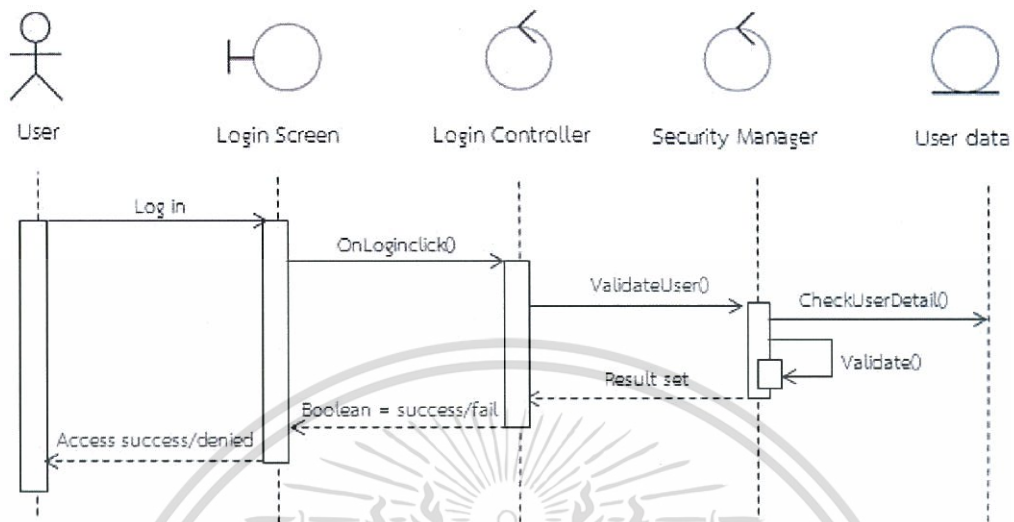 User
Login Screen
Login Controller
Security Manager
User data
Log in
OnLoginclick()
ValidateUser()
CheckUserDetail()
Validate()
Result set
Boolean = success/fail
Access success/denied